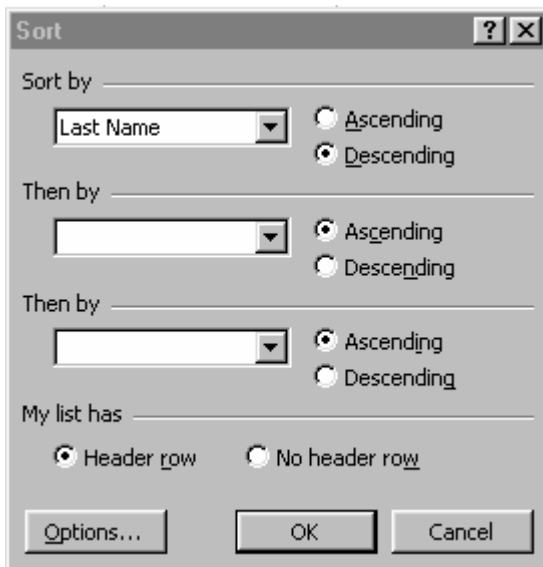 Sort
Sort by
Last Name
Ascending
Descending
Then by
Ascending
Descending
Then by
Ascending
Descending
My list has
Header row
No header row
Options...
OK
Cancel